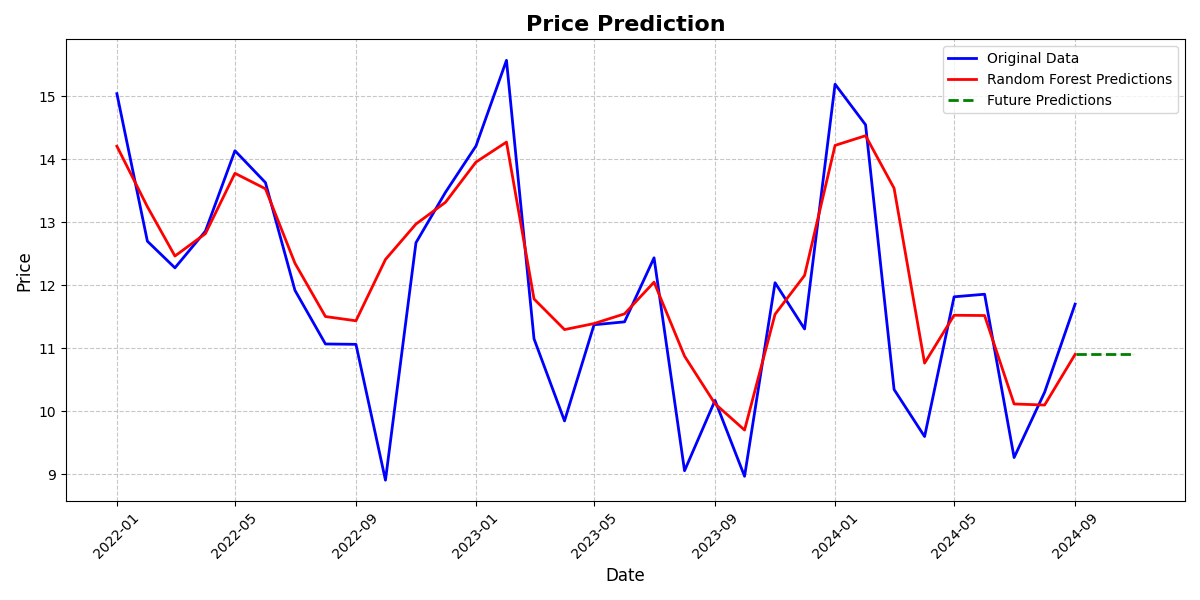 Price Prediction
Original Data
Random Forest Predictions
Future Predictions
Price
15
14
13
12
11
10
9
2022-01
2022-05
2022-09
2023-01
2023-05
2023-09
2024-01
2024-05
2024-09
Date